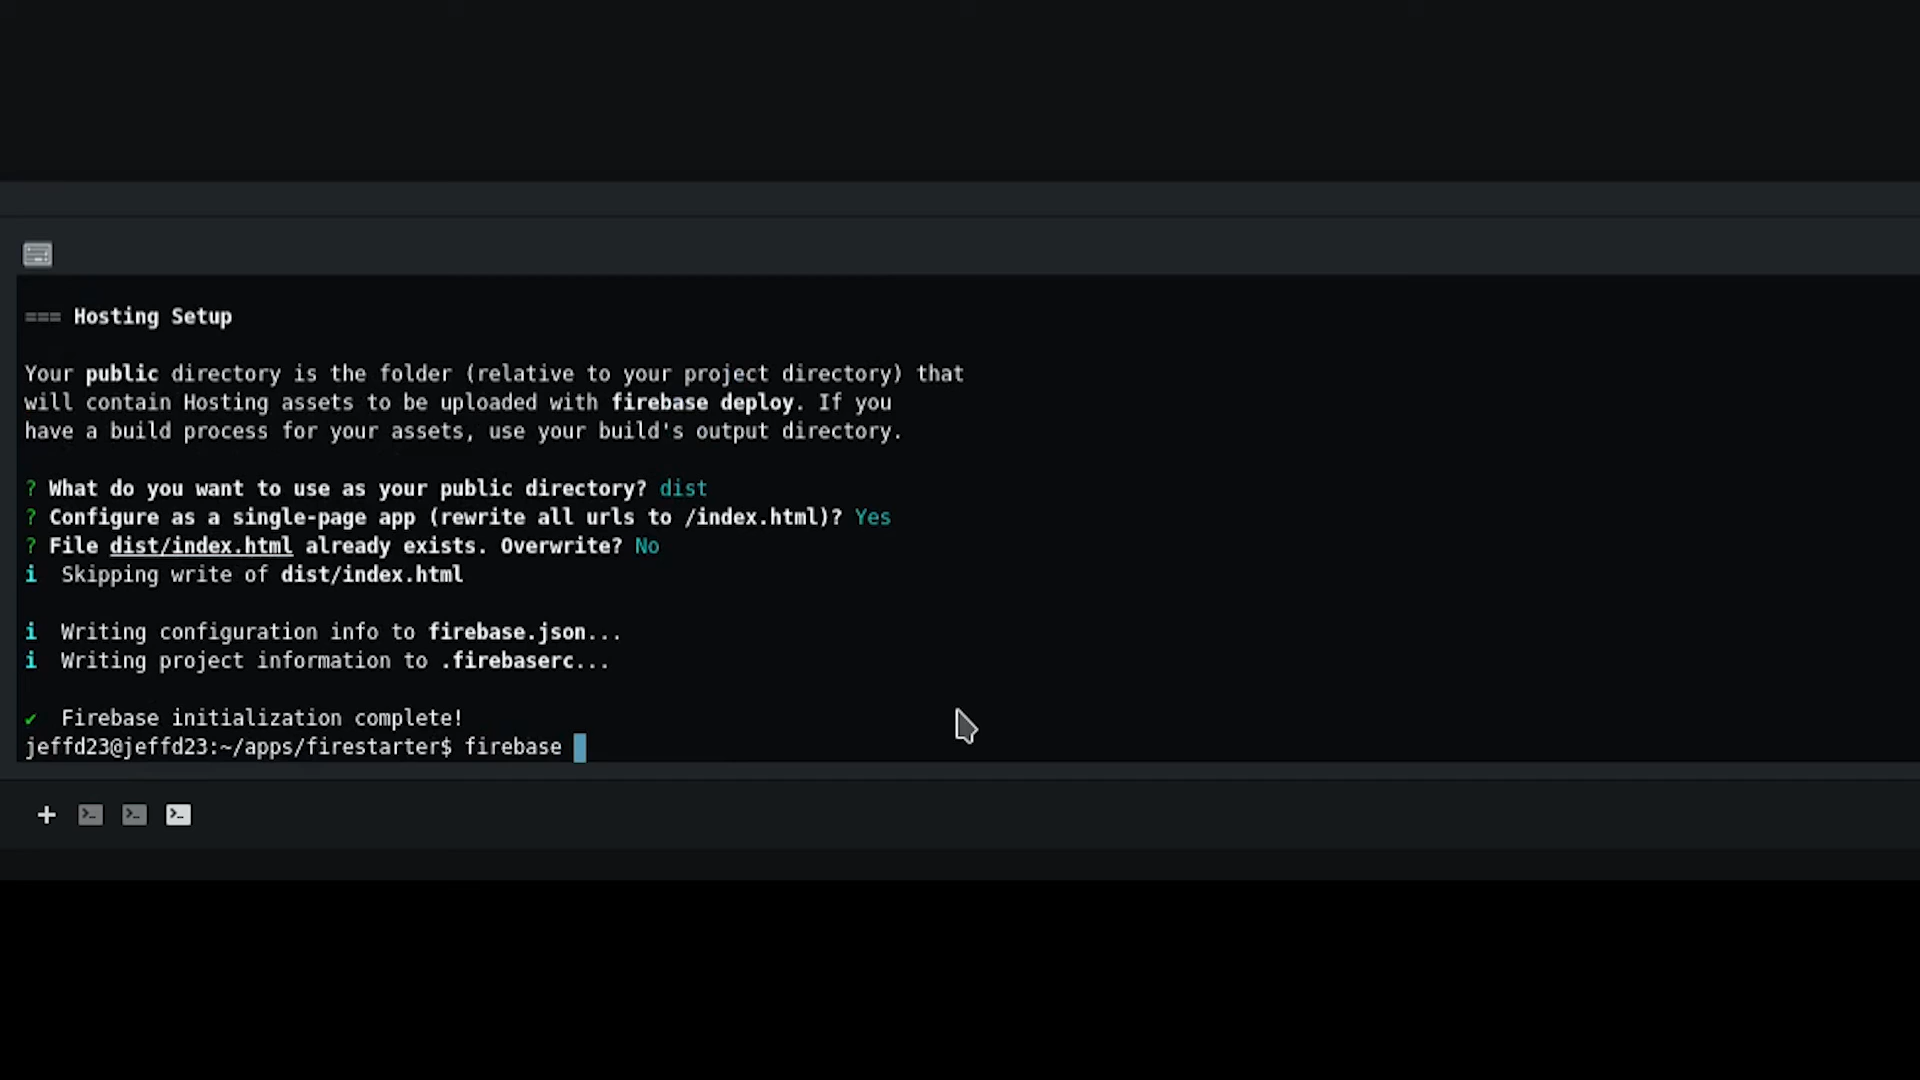 === Hosting Setup
Your public directory is the folder (relative to your project directory) that
will contain Hosting assets to be uploaded with firebase deploy. If you
have a build process for your assets, use your build's output directory.
? What do you want to use as your public directory? dist
? Configure as a single-page app (rewrite all urls to /index.html)? Yes
? File dist/index.html already exists. Overwrite? No
i  Skipping write of dist/index.html
i  Writing configuration info to firebase.json...
i  Writing project information to .firebaserc...
✔  Firebase initialization complete!
jeffd23@jeffd23:~/apps/firestarter$ firebase